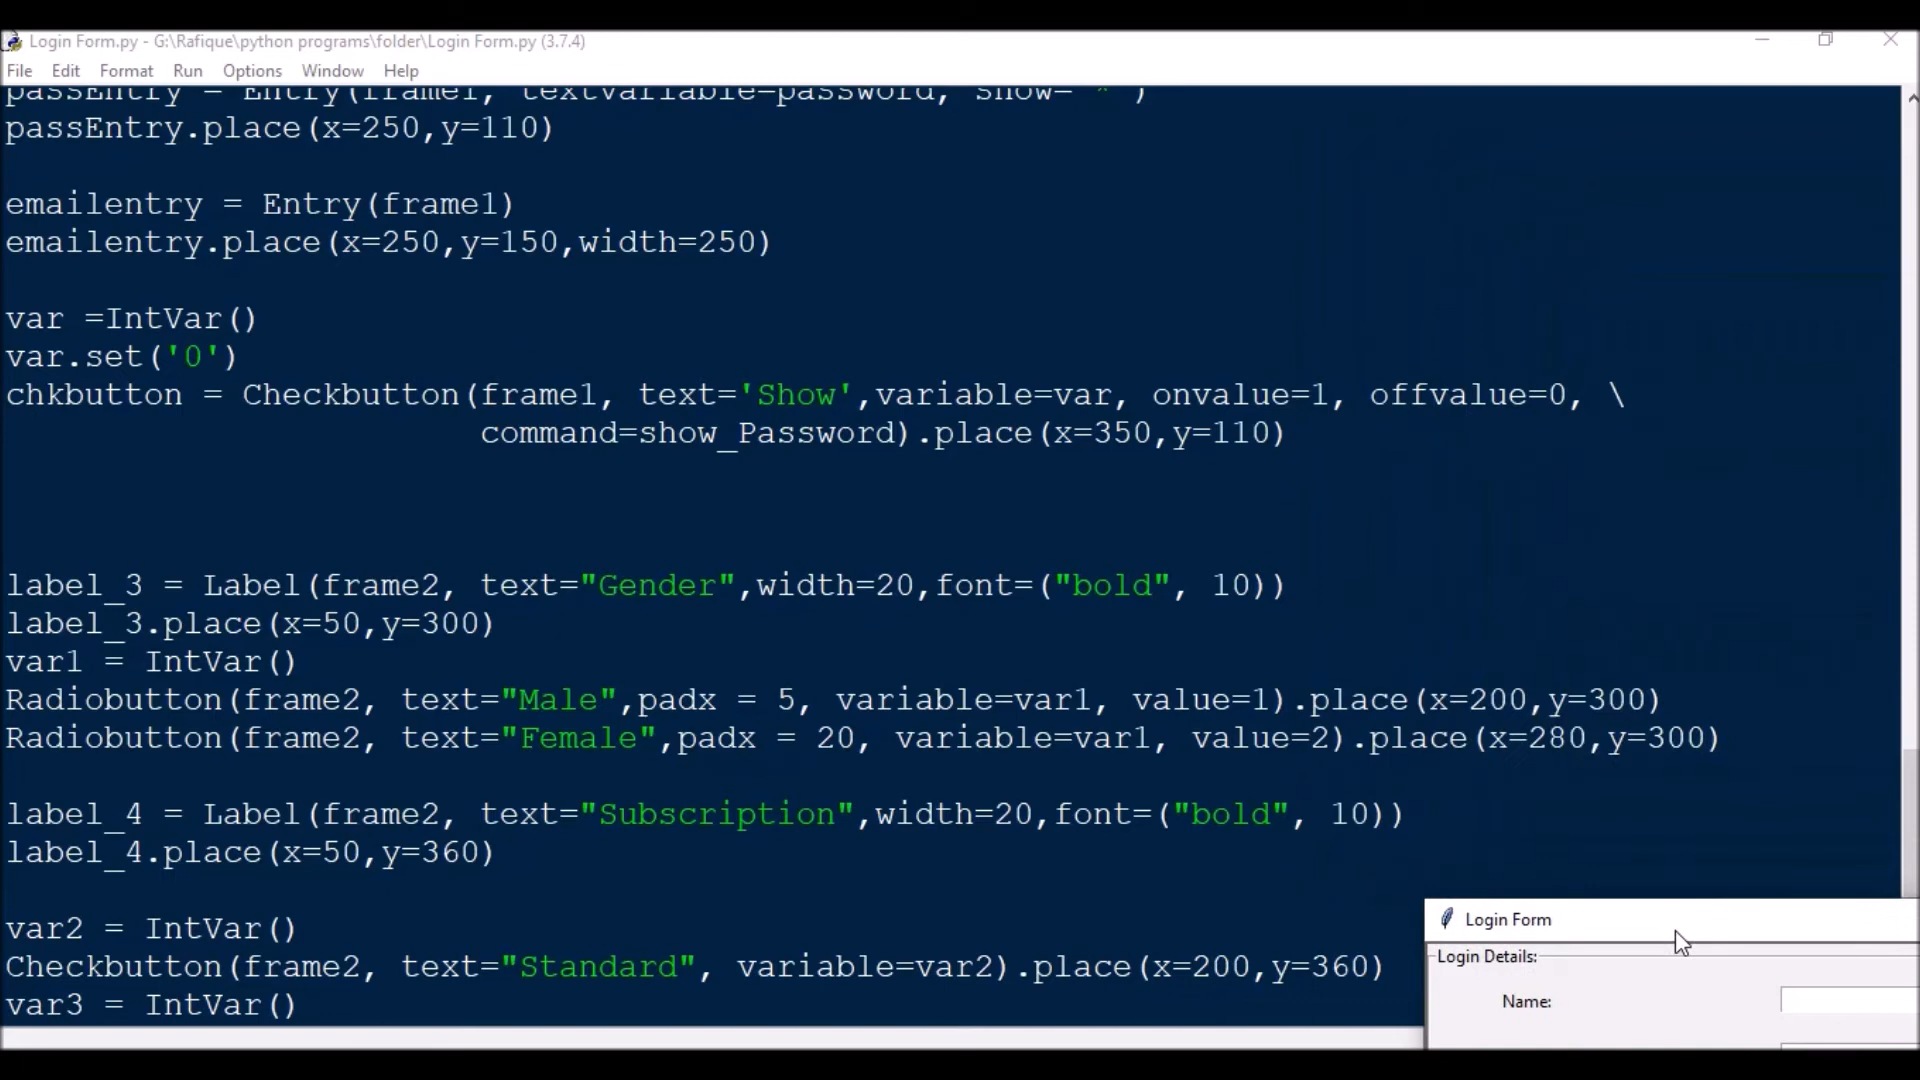 Login Form.py - G:\Rafique\python programs\folder\Login Form.py (3.7.4)
File Edit Format Run Options Window Help
passEntry = Entry(frame1, textvariable=password, show="*")
passEntry.place(x=250,y=110)
emailentry = Entry(frame1)
emailentry.place(x=250,y=150,width=250)
var =IntVar()
var.set('0')
chkbutton = Checkbutton(frame1, text='Show',variable=var, onvalue=1, offvalue=0, \
command=show_Password).place(x=350,y=110)
label_3 = Label(frame2, text="Gender",width=20,font=("bold", 10))
label_3.place(x=50,y=300)
var1 = IntVar()
Radiobutton(frame2, text="Male",padx = 5, variable=var1, value=1).place(x=200,y=300)
Radiobutton(frame2, text="Female",padx = 20, variable=var1, value=2).place(x=280,y=300)
label_4 = Label(frame2, text="Subscription",width=20,font=("bold", 10))
label_4.place(x=50,y=360)
var2 = IntVar()
Checkbutton(frame2, text="Standard", variable=var2).place(x=200,y=360)
var3 = IntVar()
Login Form
Login Details:
Name: